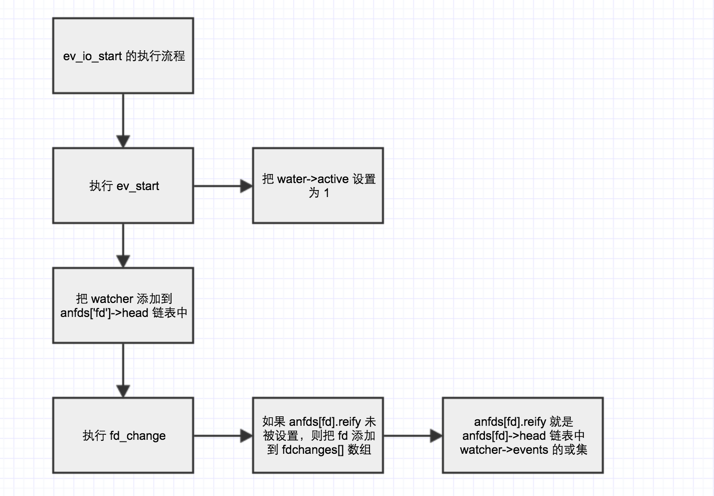 ev_io_start 的执行流程
执行 ev_start
把 water->active 设置
为 1
把 watcher 添加到
anfds['fd']->head 链表中
执行 fd_change
如果 anfds[fd].reify 未
被设置，则把 fd 添加
到 fdchanges[] 数组
anfds[fd].reify 就是
anfds[fd]->head 链表中
watcher->events 的或集